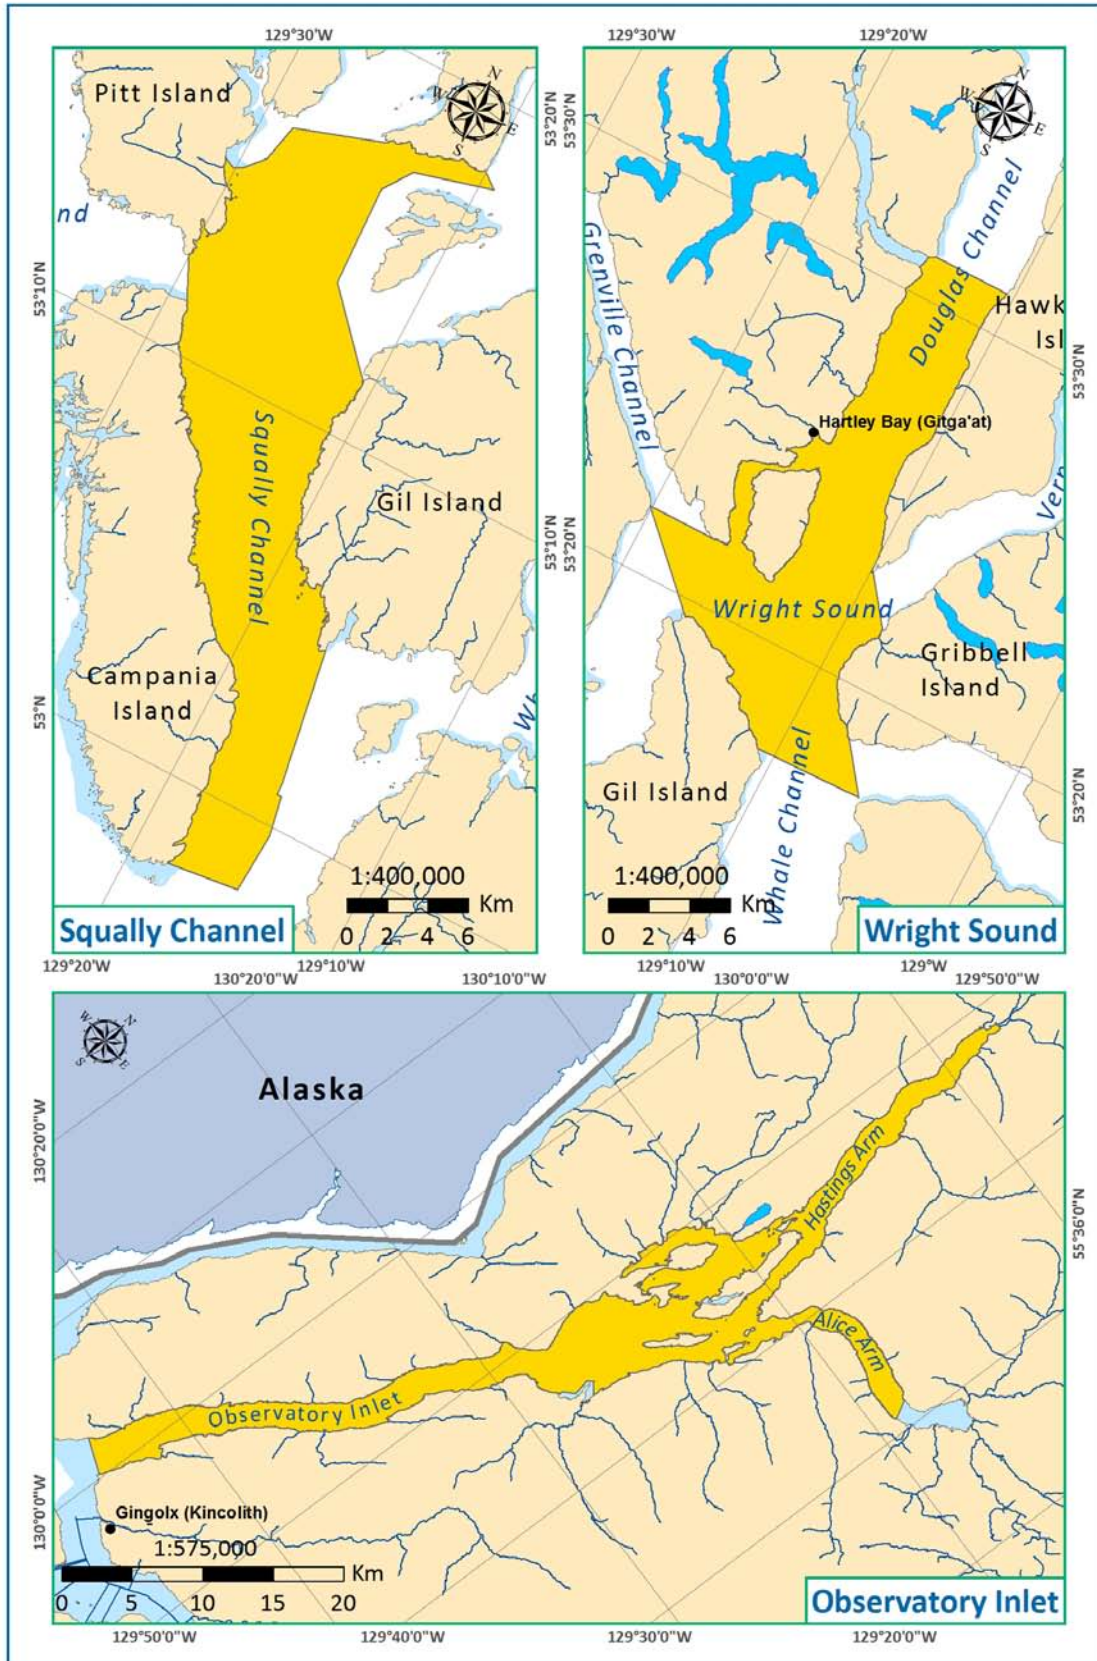 129°30'W
129°30'W
129°20'W
Pitt Island
N
W
E
S
53°20'N
53°30'N
nd
53°10'N
Squally Channel
Gil Island
53°10'N
53°20'N
Campania
Island
53°N
Wh
1:400,000
Km
0 2 4 6
Squally Channel
129°20'W
129°10'W
N
W
E
S
Grenville Channel
Douglas Channel
Hawk
Isl
53°30'N
Hartley Bay (Gitga'at)
Vern
Wright Sound
Gribbell
Island
53°20'N
Gil Island
Whale Channel
1:400,000
Km
0 2 4 6
Wright Sound
129°10'W
129°W
130°20'0"W
130°10'0"W
130°0'0"W
129°50'0"W
N
W
E
S
Alaska
130°20'0"W
Hastings Arm
55°36'0"N
Alice Arm
Observatory Inlet
130°0'0"W
Gingolx (Kincolith)
1:575,000
Km
0 5 10 15 20
Observatory Inlet
129°50'0"W
129°40'0"W
129°30'0"W
129°20'0"W